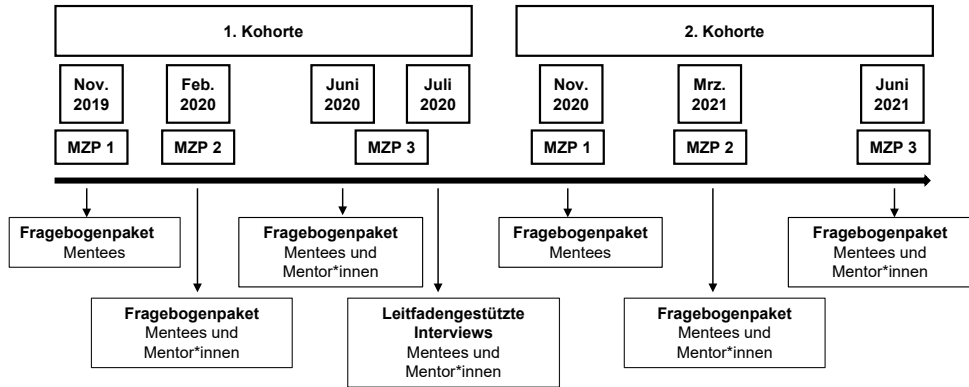 1. Kohorte
2. Kohorte
Nov.
2019
Feb.
2020
Juni
2020
Juli
2020
Nov.
2020
Mrz.
2021
Juni
2021
MZP 1
MZP 2
MZP 3
MZP 1
MZP 2
MZP 3
Fragebogenpaket
Mentees
Fragebogenpaket
Mentees und
Mentor*innen
Fragebogenpaket
Mentees
Fragebogenpaket
Mentees und
Mentor*innen
Fragebogenpaket
Mentees und
Mentor*innen
Leitfadengestützte
Interviews
Mentees und
Mentor*innen
Fragebogenpaket
Mentees und
Mentor*innen